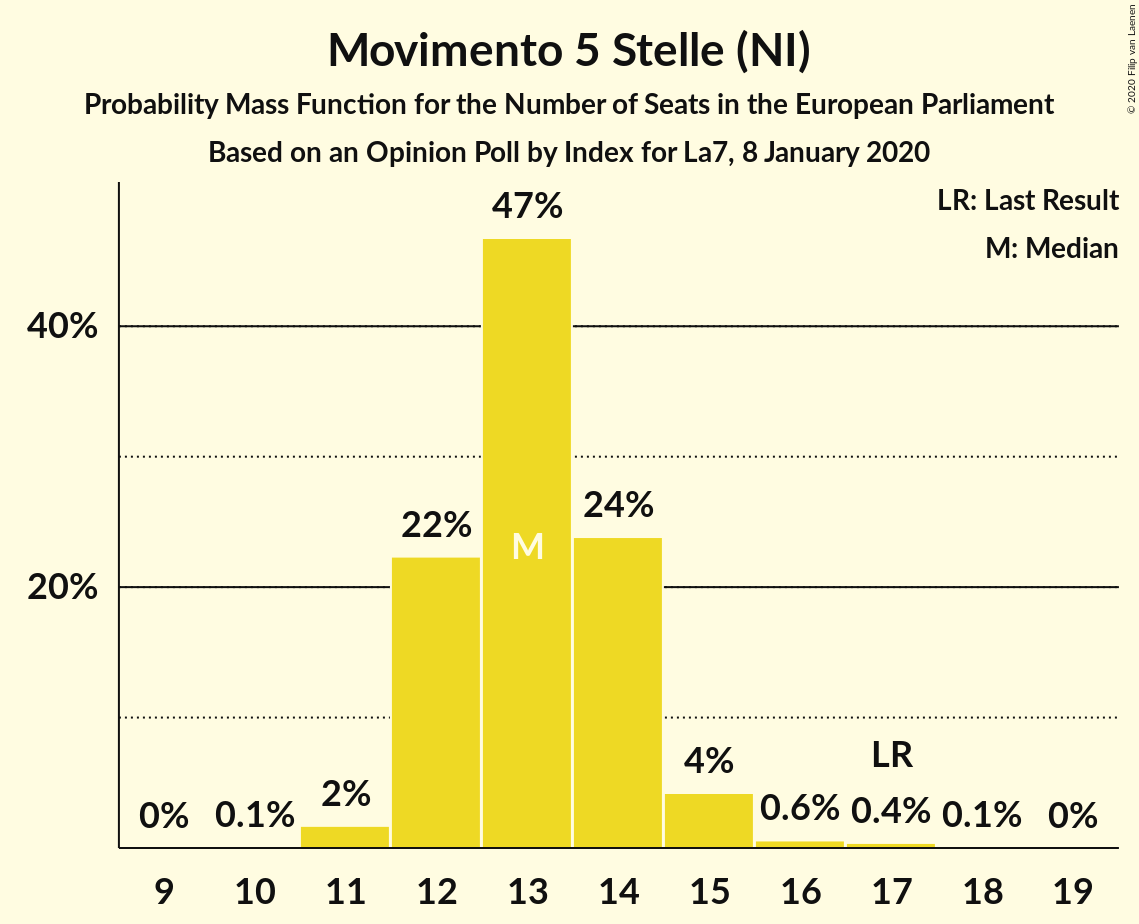 Movimento 5 Stelle (NI)
Probability Mass Function for the Number of Seats in the European Parliament
Based on an Opinion Poll by Index for La7, 8 January 2020
© 2020 Filip van Laenen
LR: Last Result
M: Median
47%
40%
24%
22%
M
20%
LR
4%
2%
0% 0.1% 0.6% 0.4% 0.1% 0%
9 10 11 12 13 14 15 16 17 18 19